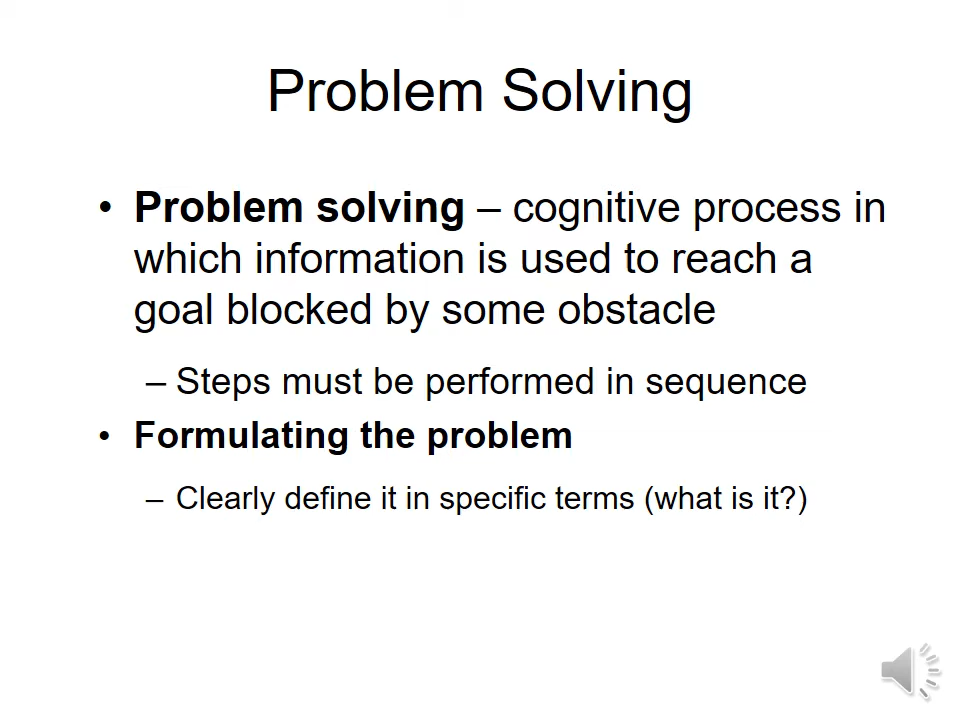 Problem Solving
• Problem solving – cognitive process in
which information is used to reach a
goal blocked by some obstacle
– Steps must be performed in sequence
• Formulating the problem
– Clearly define it in specific terms (what is it?)